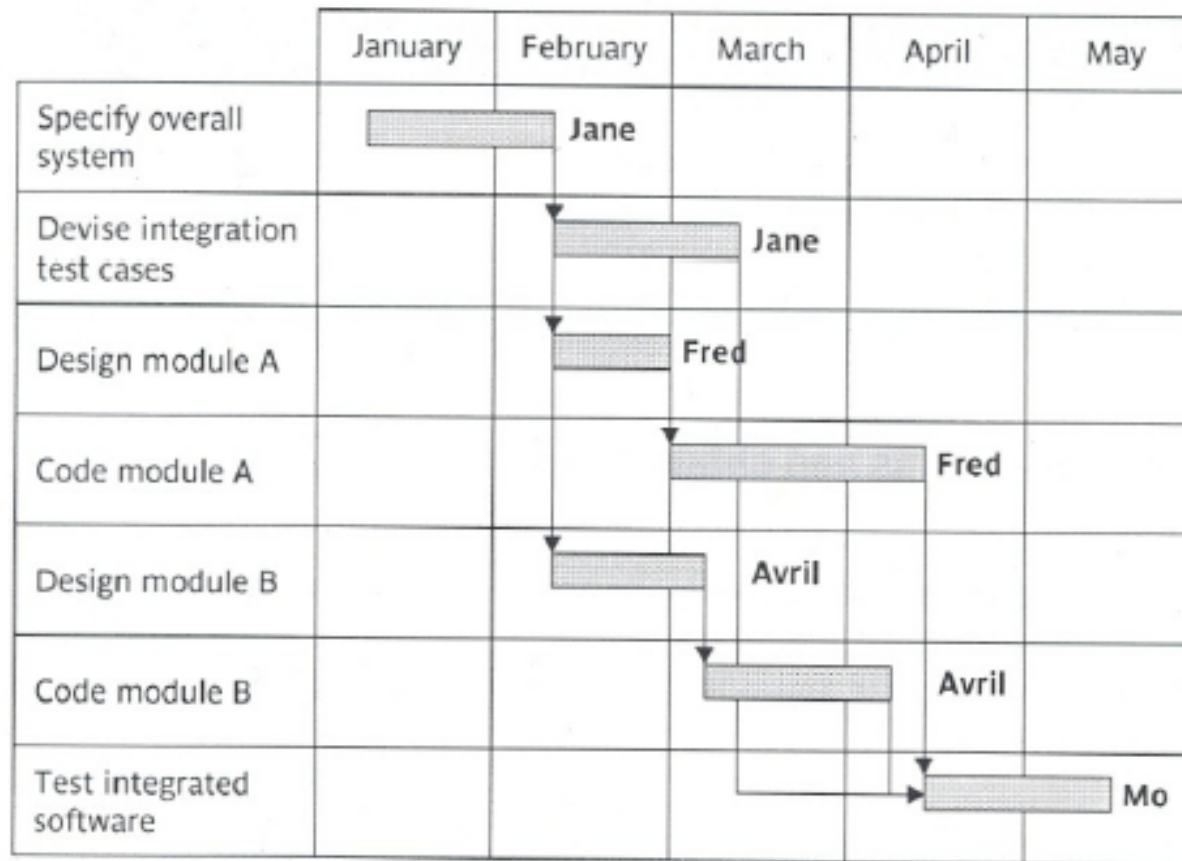 January February March April May
Specify overall
system
Jane
Devise integration
test cases
Jane
Design module A
Fred
Code module A
Fred
Design module B
Avril
Code module B
Avril
Test integrated
software
Mo